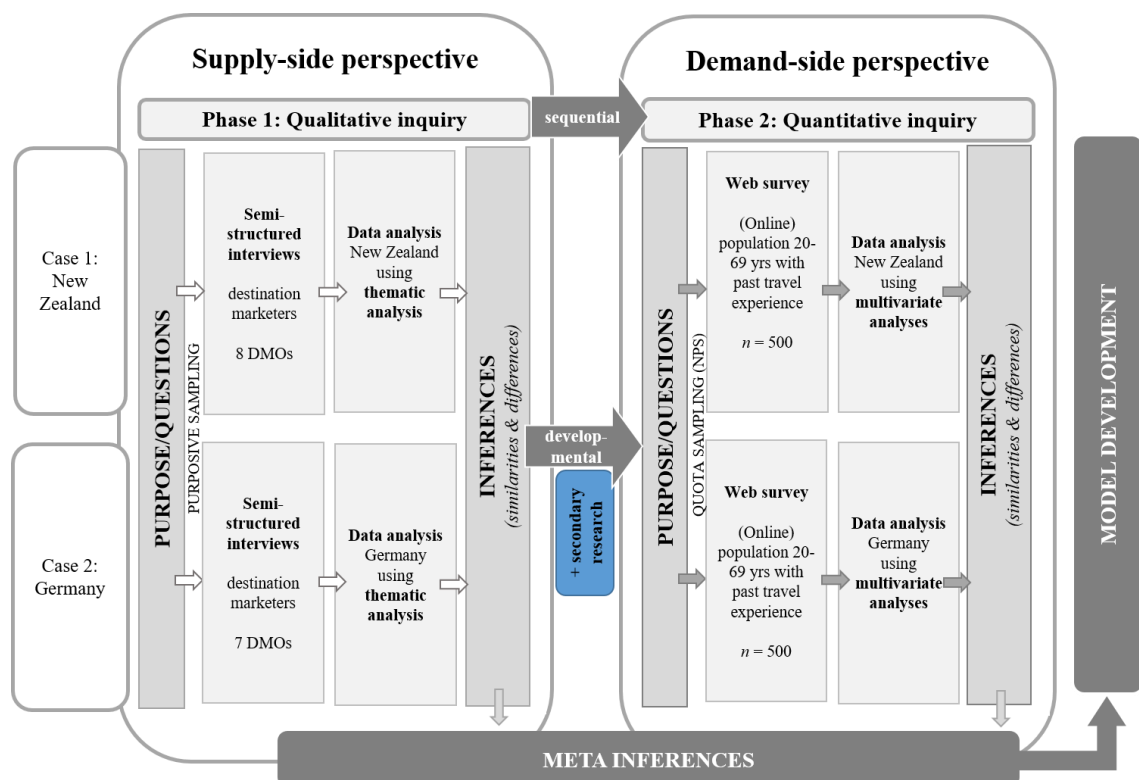 Supply-side perspective
Demand-side perspective
Phase 1: Qualitative inquiry
sequential
Phase 2: Quantitative inquiry
Case 1:
New
Zealand
PURPOSE/QUESTIONS
PURPOSIVE SAMPLING
Semi-
structured
interviews
destination
marketers
8 DMOs
Data analysis
New Zealand
using
thematic
analysis
INFERENCES
(similarities & differences)
PURPOSE/QUESTIONS
QUOTA SAMPLING (NPS)
Web survey
(Online)
population 20-
69 yrs with
past travel
experience
n = 500
Data analysis
New Zealand
using
multivariate
analyses
INFERENCES
(similarities & differences)
MODEL DEVELOPMENT
develop-
mental
+ secondary
research
Case 2:
Germany
Semi-
structured
interviews
destination
marketers
7 DMOs
Data analysis
Germany
using
thematic
analysis
Web survey
(Online)
population 20-
69 yrs with
past travel
experience
n = 500
Data analysis
Germany
using
multivariate
analyses
META INFERENCES